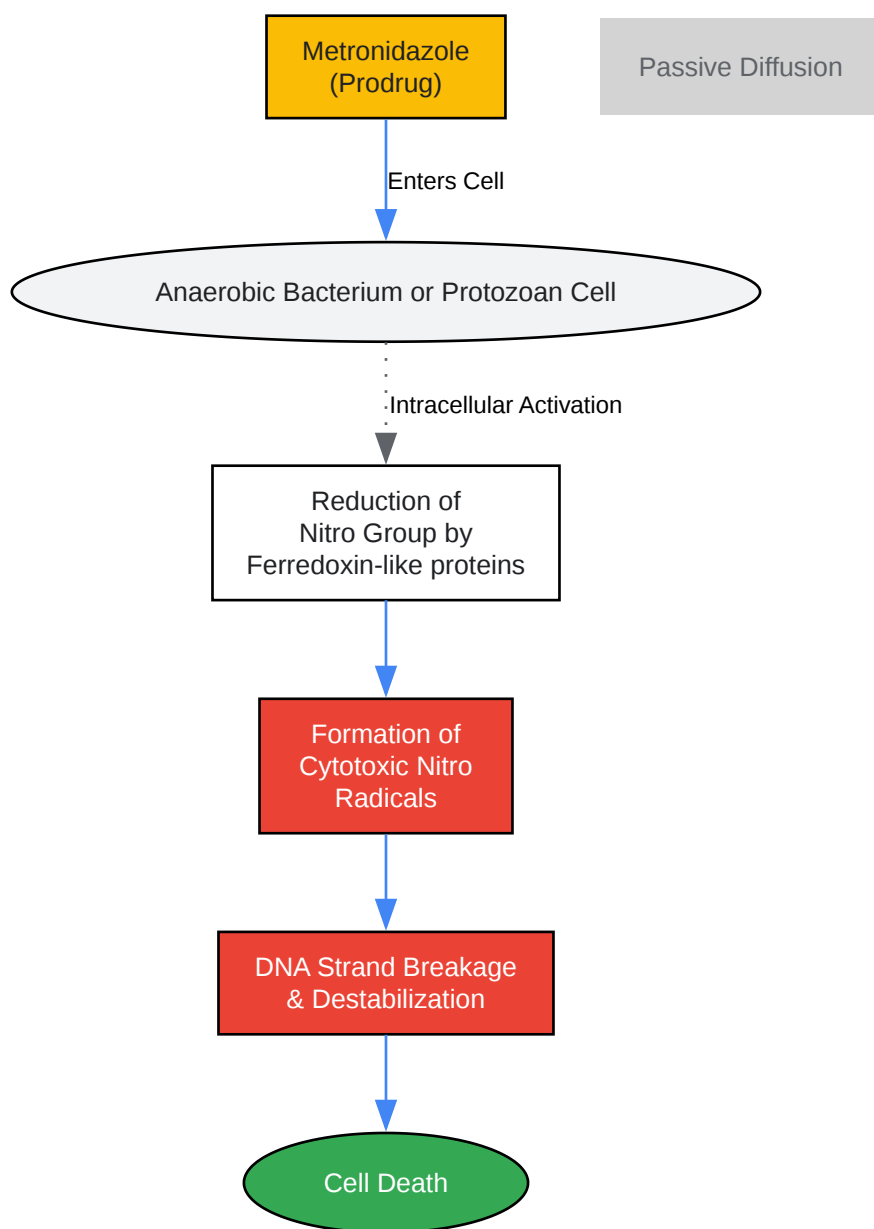 Metronidazole
(Prodrug)
Passive Diffusion
Enters Cell
Anaerobic Bacterium or Protozoan Cell
Intracellular Activation
Reduction of
Nitro Group by
Ferredoxin-like proteins
Formation of
Cytotoxic Nitro
Radicals
DNA Strand Breakage
& Destabilization
Cell Death